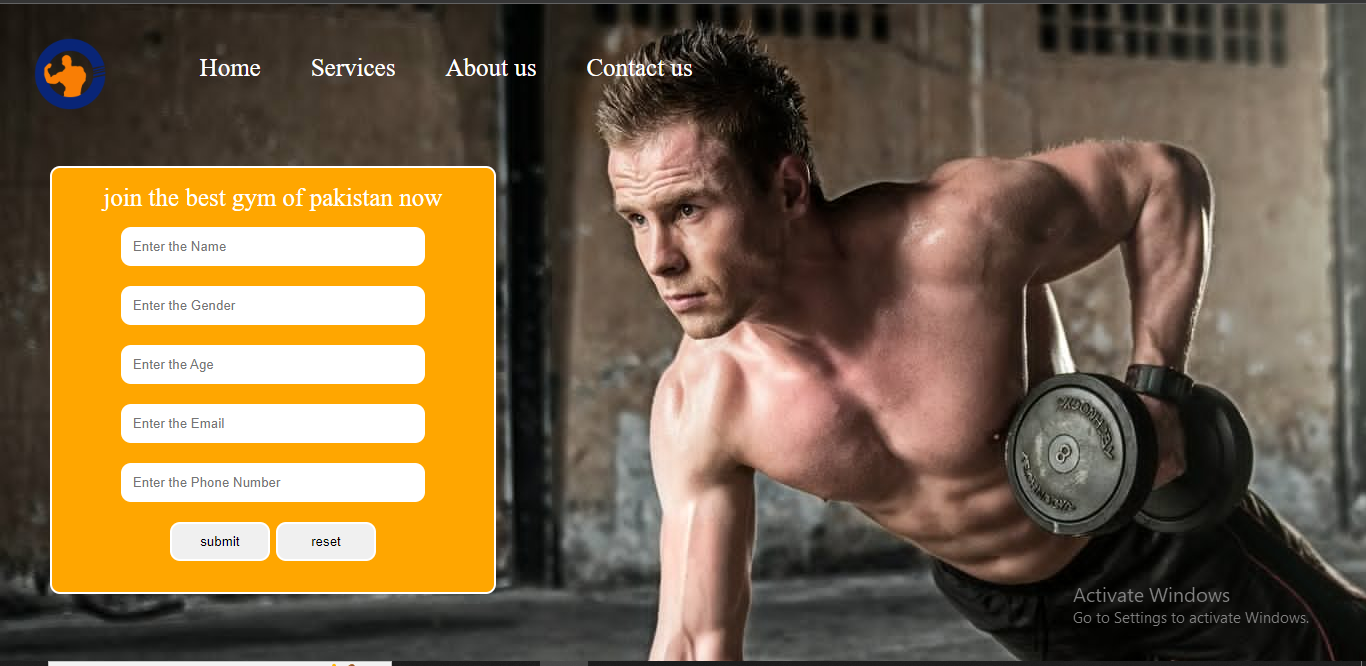 Home Services About us Contact us
join the best gym of pakistan now
Enter the Name
Enter the Gender
Enter the Age
Enter the Email
Enter the Phone Number
submit reset
8
Activate Windows
Go to Settings to activate Windows.